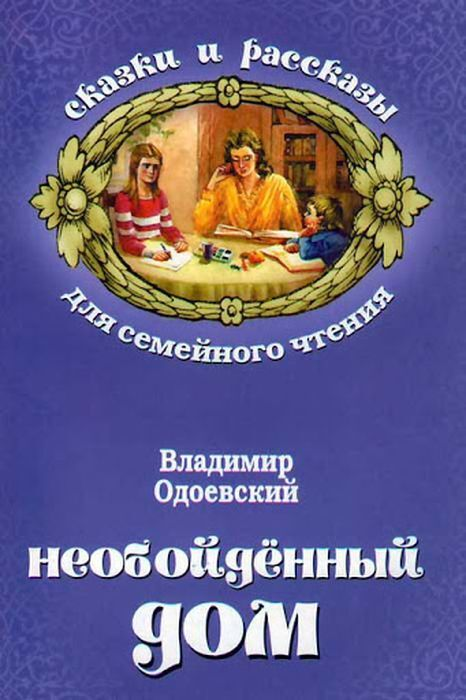 сказки и рассказы
для семейного чтения
Владимир
Одоевский
необойдённый
дом